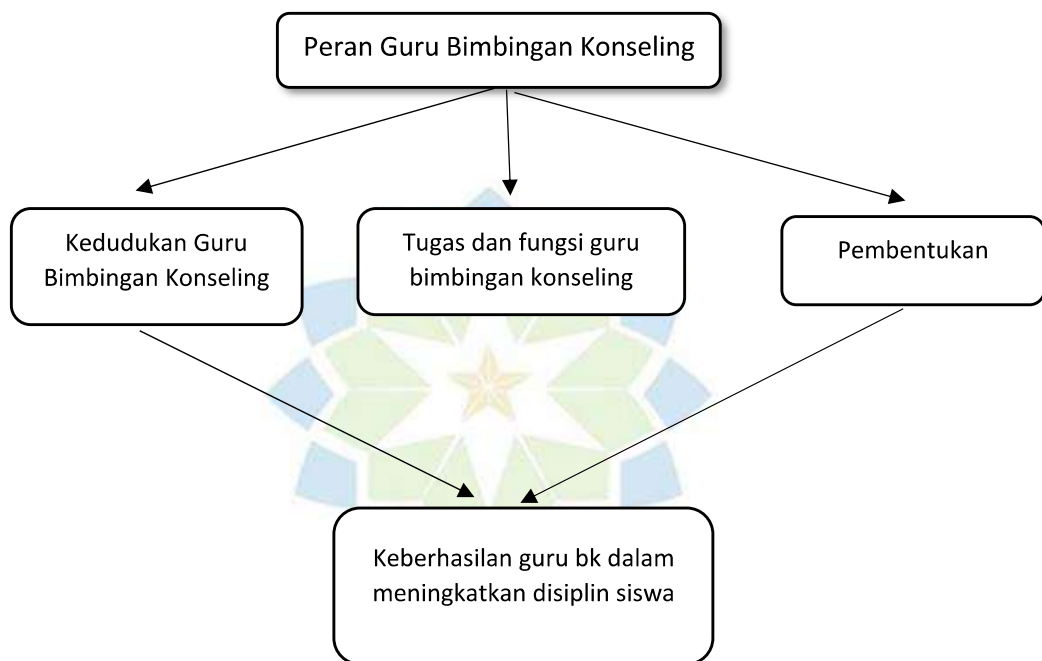 Peran Guru Bimbingan Konseling
Kedudukan Guru
Bimbingan Konseling
Tugas dan fungsi guru
bimbingan konseling
Pembentukan
Keberhasilan guru bk dalam
meningkatkan disiplin siswa